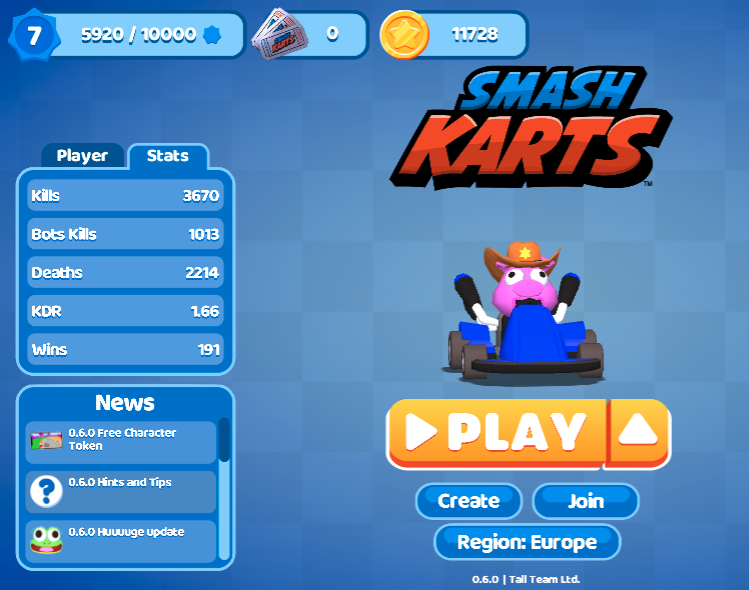 7
5920 / 10000
KARTS
0
11728
SMASH
KARTS
TM
Player
Stats
Kills 3670
Bots Kills 1013
Deaths 2214
KDR 1.66
Wins 191
News
0.6.0 Free Character
Token
?
0.6.0 Hints and Tips
0.6.0 Huuuuge update
PLAY
Create
Join
Region: Europe
0.6.0 | Tall Team Ltd.